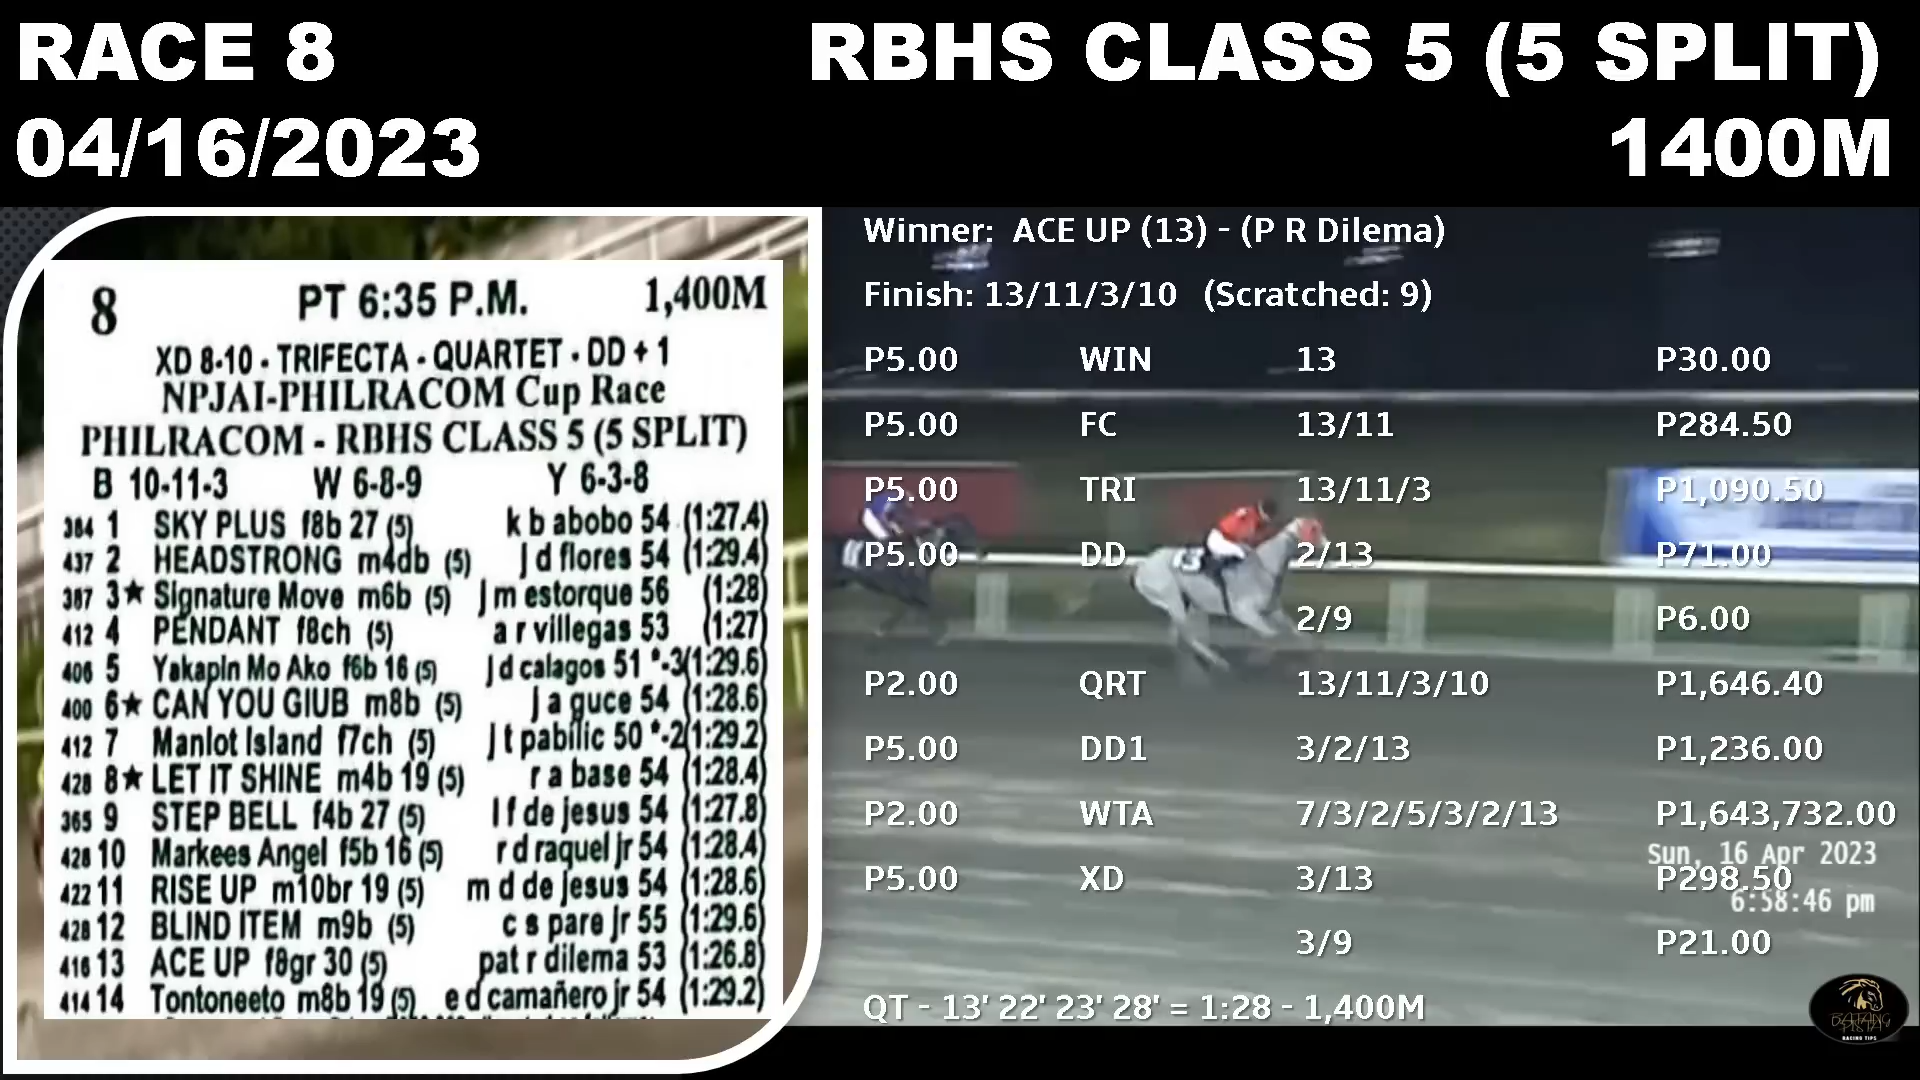 RACE 8
04/16/2023
RBHS CLASS 5 (5 SPLIT)
1400M
8 PT 6:35 P.M. 1,400M
XD 8-10 - TRIFECTA - QUARTET - DD + 1
NPJAI-PHILRACOM Cup Race
PHILRACOM - RBHS CLASS 5 (5 SPLIT)
B 10-11-3 W 6-8-9 Y 6-3-8
384 1 SKY PLUS f8b 27 (5) k b abobo 54 (1:27.4)
437 2 HEADSTRONG m4db (5) j d flores 54 (1:29.4)
387 3★ Signature Move m6b (5) j m estorque 56 (1:28)
412 4 PENDANT f8ch (5) a r villegas 53 (1:27)
406 5 Yakapin Mo Ako f6b 16 (5) j d calagos 51 *-3(1:29.6)
400 6★ CAN YOU GIUB m8b (5) j a guce 54 (1:28.6)
412 7 Manlot Island f7ch (5) j t pabilic 50 *-2(1:29.2)
428 8★ LET IT SHINE m4b 19 (5) r a base 54 (1:28.4)
365 9 STEP BELL f4b 27 (5) l f de jesus 54 (1:27.8)
428 10 Markees Angel f5b 16 (5) r d raquel jr 54 (1:28.4)
422 11 RISE UP m10br 19 (5) m d de jesus 54 (1:28.6)
428 12 BLIND ITEM m9b (5) c s pare jr 55 (1:29.6)
416 13 ACE UP f8gr 30 (5) pat r dilema 53 (1:26.8)
414 14 Tontoneeto m8b 19 (5) e d camañero jr 54 (1:29.2)
Winner: ACE UP (13) - (P R Dilema)
Finish: 13/11/3/10 (Scratched: 9)
P5.00 WIN 13 P30.00
P5.00 FC 13/11 P284.50
P5.00 TRI 13/11/3 P1,090.50
P5.00 DD 2/13 P71.00
2/9 P6.00
P2.00 QRT 13/11/3/10 P1,646.40
P5.00 DD1 3/2/13 P1,236.00
P2.00 WTA 7/3/2/5/3/2/13 P1,643,732.00
Sun, 16 Apr 2023
P5.00 XD 3/13 P298.50
6:58:46 pm
3/9 P21.00
QT - 13' 22' 23' 28' = 1:28 - 1,400M
BATANG
PISTA
RACING TIPS